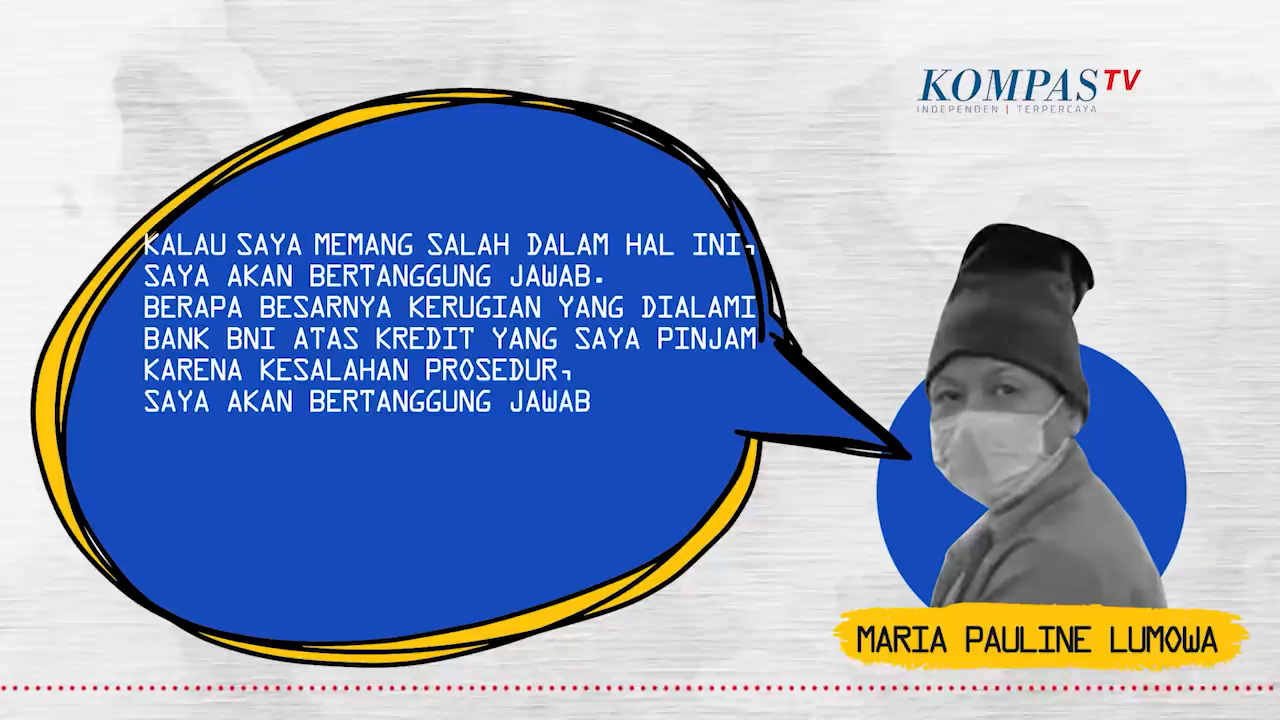 KOMPAS TV
INDEPENDEN | TERPERCAYA
KALAU SAYA MEMANG SALAH DALAM HAL INI,
SAYA AKAN BERTANGGUNG JAWAB.
BERAPA BESARNYA KERUGIAN YANG DIALAMI
BANK BNI ATAS KREDIT YANG SAYA PINJAM
KARENA KESALAHAN PROSEDUR,
SAYA AKAN BERTANGGUNG JAWAB
MARIA PAULINE LUMOWA